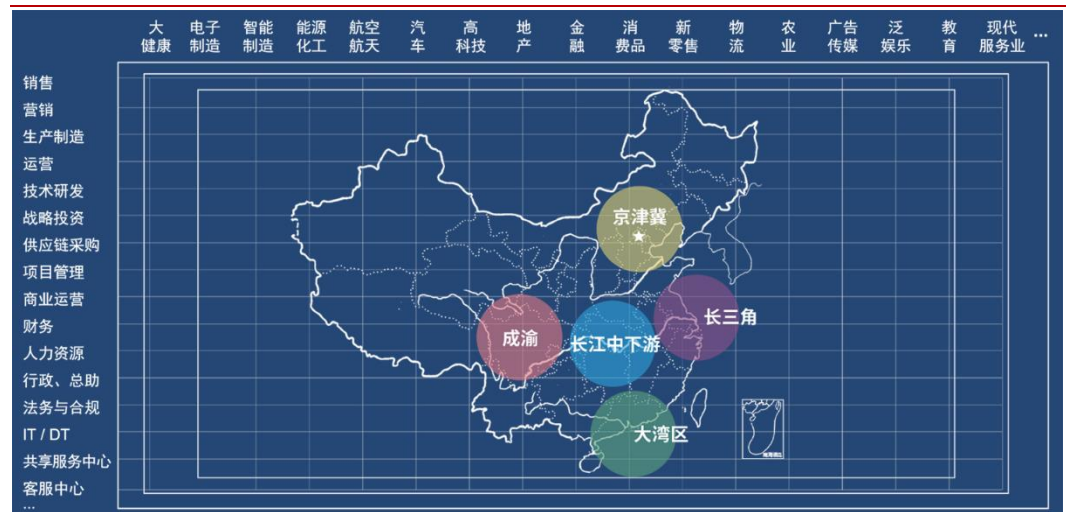 大 电子 智能 能源 航空 汽 高 地 金 消 新 物 农 广告 泛 教 现代
健康 制造 制造 化工 航天 车 科技 产 融 费品 零售 流 业 传媒 娱乐 育 服务业 ...
销售
营销
生产制造
运营
技术研发
战略投资
供应链采购
项目管理
商业运营
财务
人力资源
行政、总助
法务与合规
IT / DT
共享服务中心
客服中心
...
京津冀
长三角
成渝
长江中下游
大湾区